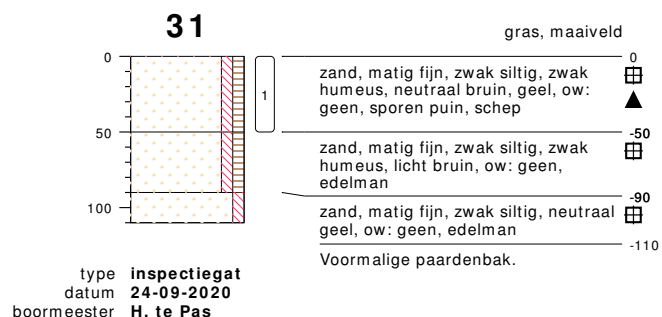 31
gras, maaiveld
0
50
100
1
0
zand, matig fijn, zwak siltig, zwak
humeus, neutraal bruin, geel, ow:
geen, sporen puin, schep
-50
zand, matig fijn, zwak siltig, zwak
humeus, licht bruin, ow: geen,
edelman
-90
zand, matig fijn, zwak siltig, neutraal
geel, ow: geen, edelman
-110
Voormalige paardenbak.
type inspectiegat
datum 24-09-2020
boormeester H. te Pas